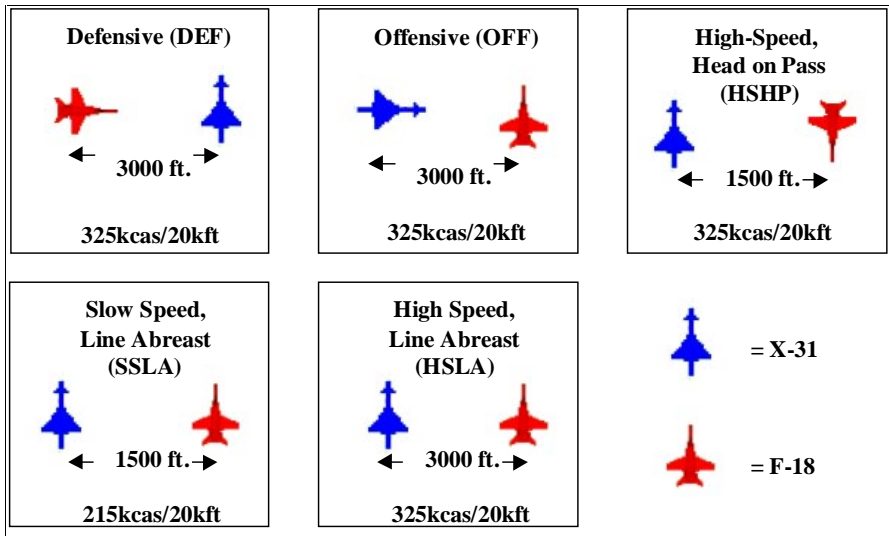 Defensive (DEF)
3000 ft.
325kcas/20kft
Offensive (OFF)
3000 ft.
325kcas/20kft
High-Speed,
Head on Pass
(HSHP)
1500 ft.
325kcas/20kft
Slow Speed,
Line Abreast
(SSLA)
1500 ft.
215kcas/20kft
High Speed,
Line Abreast
(HSLA)
3000 ft.
325kcas/20kft
= X-31
= F-18